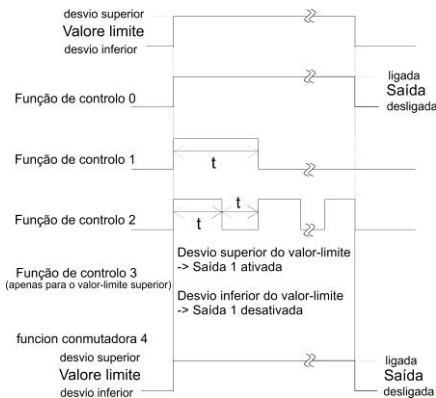 desvio superior
Valore limite
desvio inferior
ligada
Saída
desligada
Função de controlo 0
Função de controlo 1
t
Função de controlo 2
t
t
Desvio superior do valor-limite
-> Saída 1 ativada
Função de controlo 3
(apenas para o valor-limite superior)
Desvio inferior do valor-limite
-> Saída 1 desativada
funcion conmutadora 4
desvio superior
Valore limite
desvio inferior
ligada
Saída
desligada